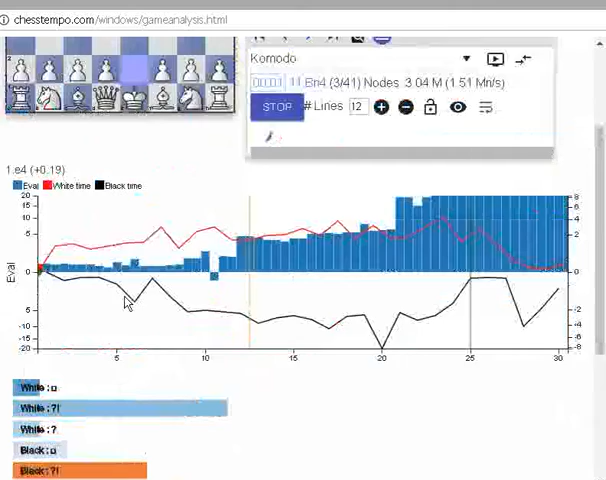 chesstempo.com/windows/gameanalysis.html
Komodo
(3/41) Nodes 3.04 M (1.51 Mn/s)
STOP # Lines 12
1.e4 (+0.19)
Eval White time Black time
20
15
10
5
0
5
-10
-15
-20
Eval
8
6
4
2
0
-2
-4
-6
-8
5 10 15 20 25 30
White : □
White : ?!
White : ?
Black : □
Black : ?!